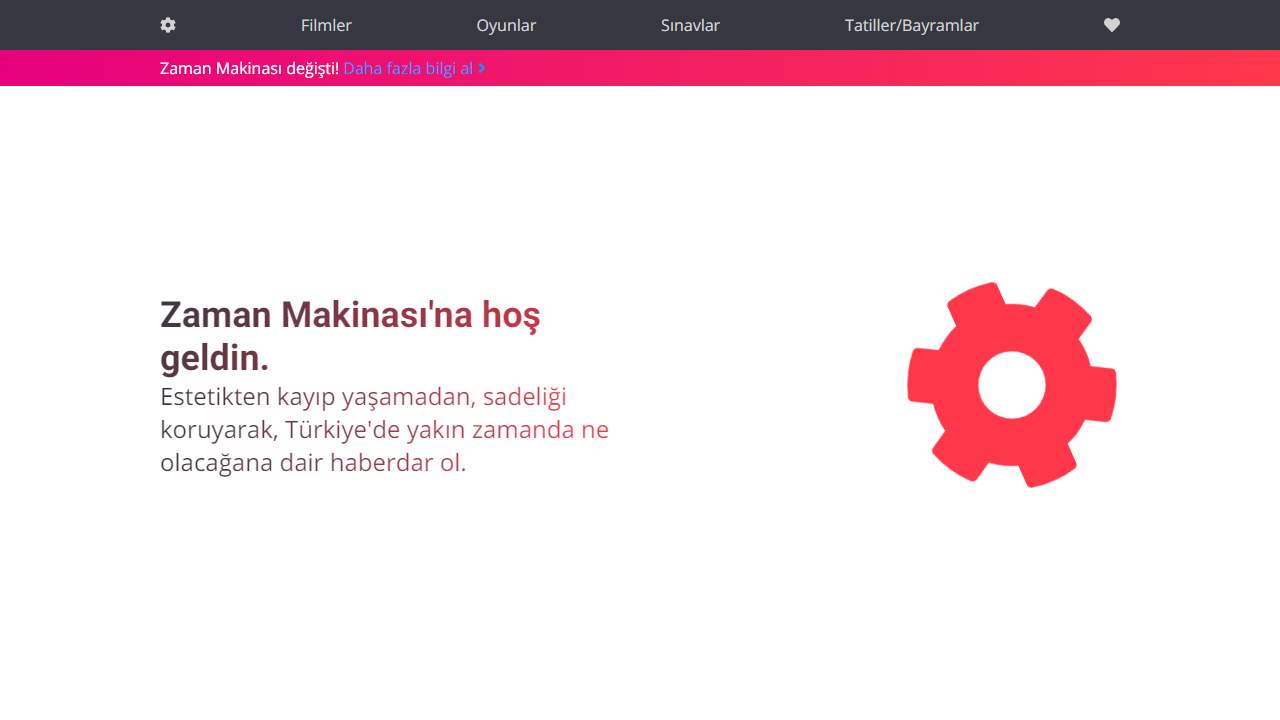 Filmler Oyunlar Sınavlar Tatiller/Bayramlar
Zaman Makinası değişti! Daha fazla bilgi al
Zaman Makinası'na hoş
geldin.
Estetikten kayıp yaşamadan, sadeliği
koruyarak, Türkiye'de yakın zamanda ne
olacağana dair haberdar ol.